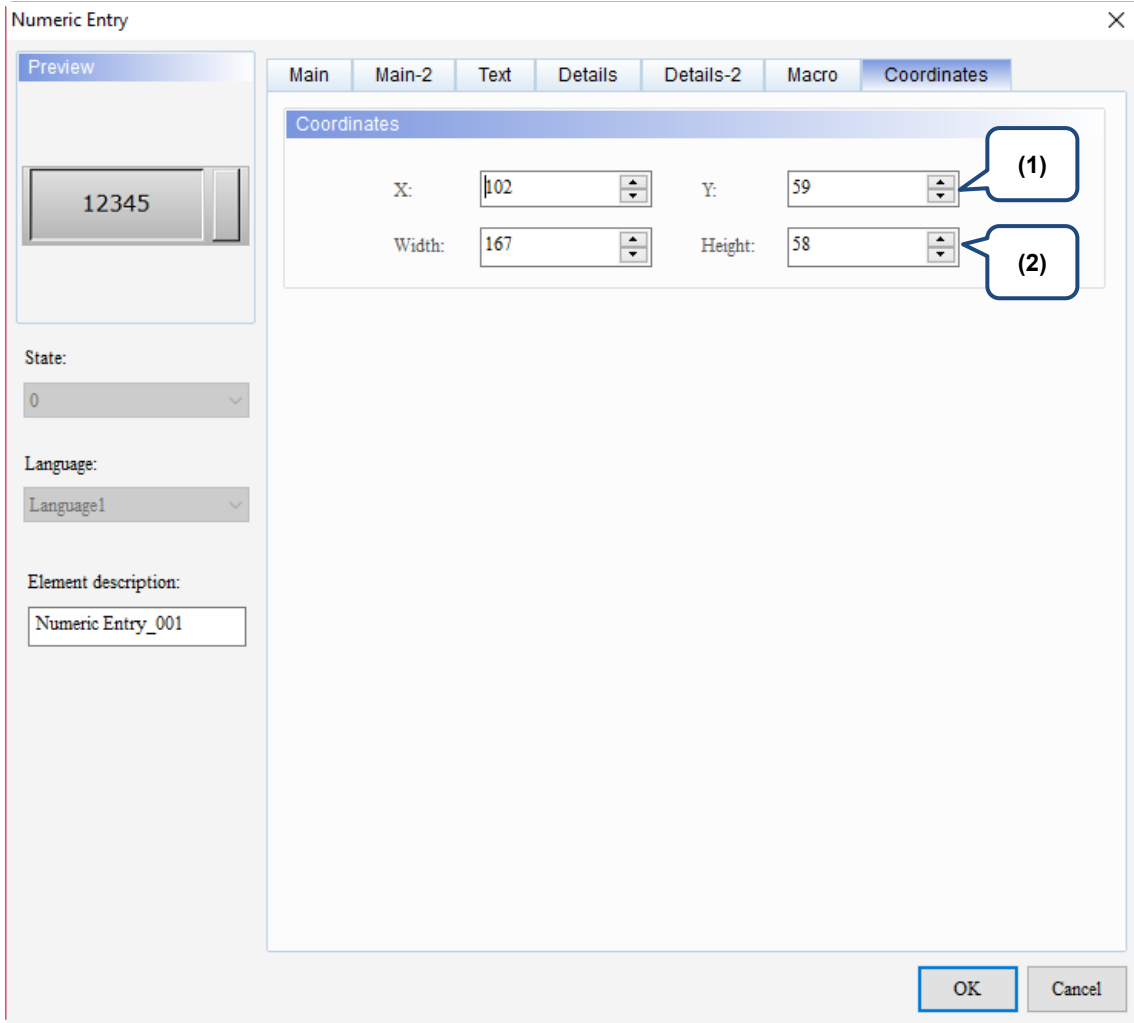 Numeric Entry
Preview
12345
State:
0
Language:
Language1
Element description:
Numeric Entry_001
Main Main-2 Text Details Details-2 Macro Coordinates
Coordinates
X: 102 Y: 59
(1)
Width: 167 Height: 58
(2)
OK Cancel